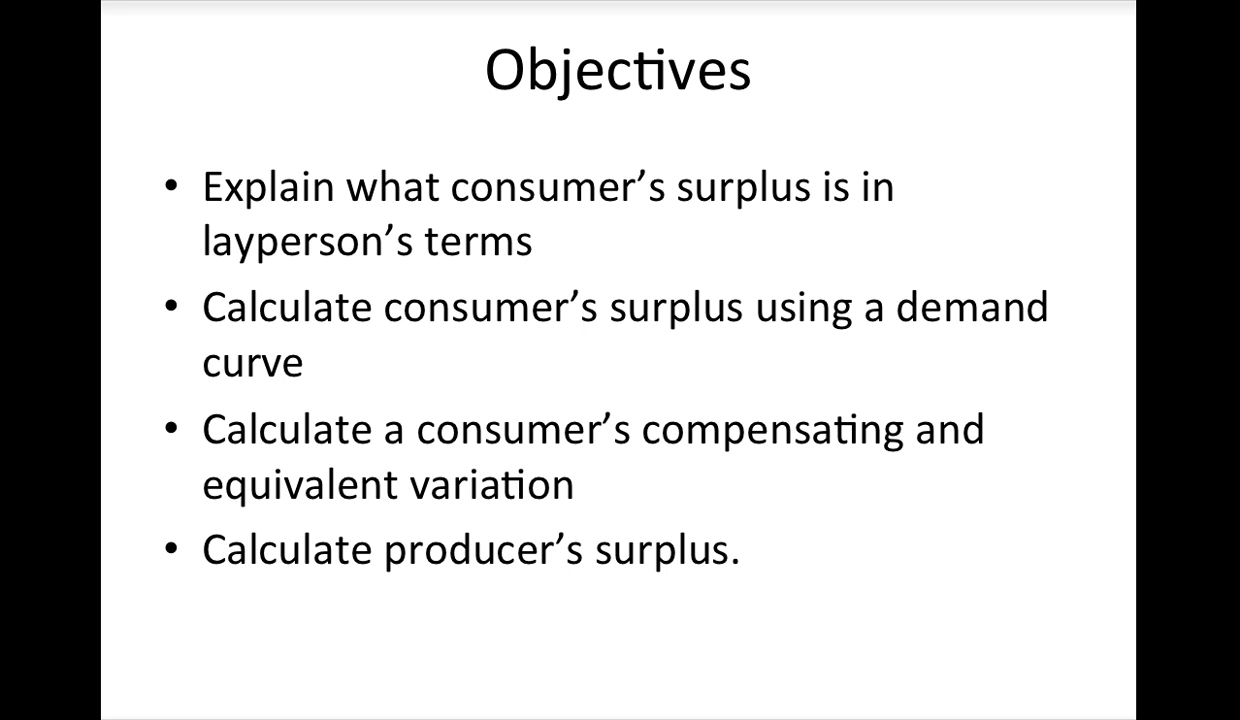 Objectives
• Explain what consumer’s surplus is in
layperson’s terms
• Calculate consumer’s surplus using a demand
curve
• Calculate a consumer’s compensating and
equivalent variation
• Calculate producer’s surplus.